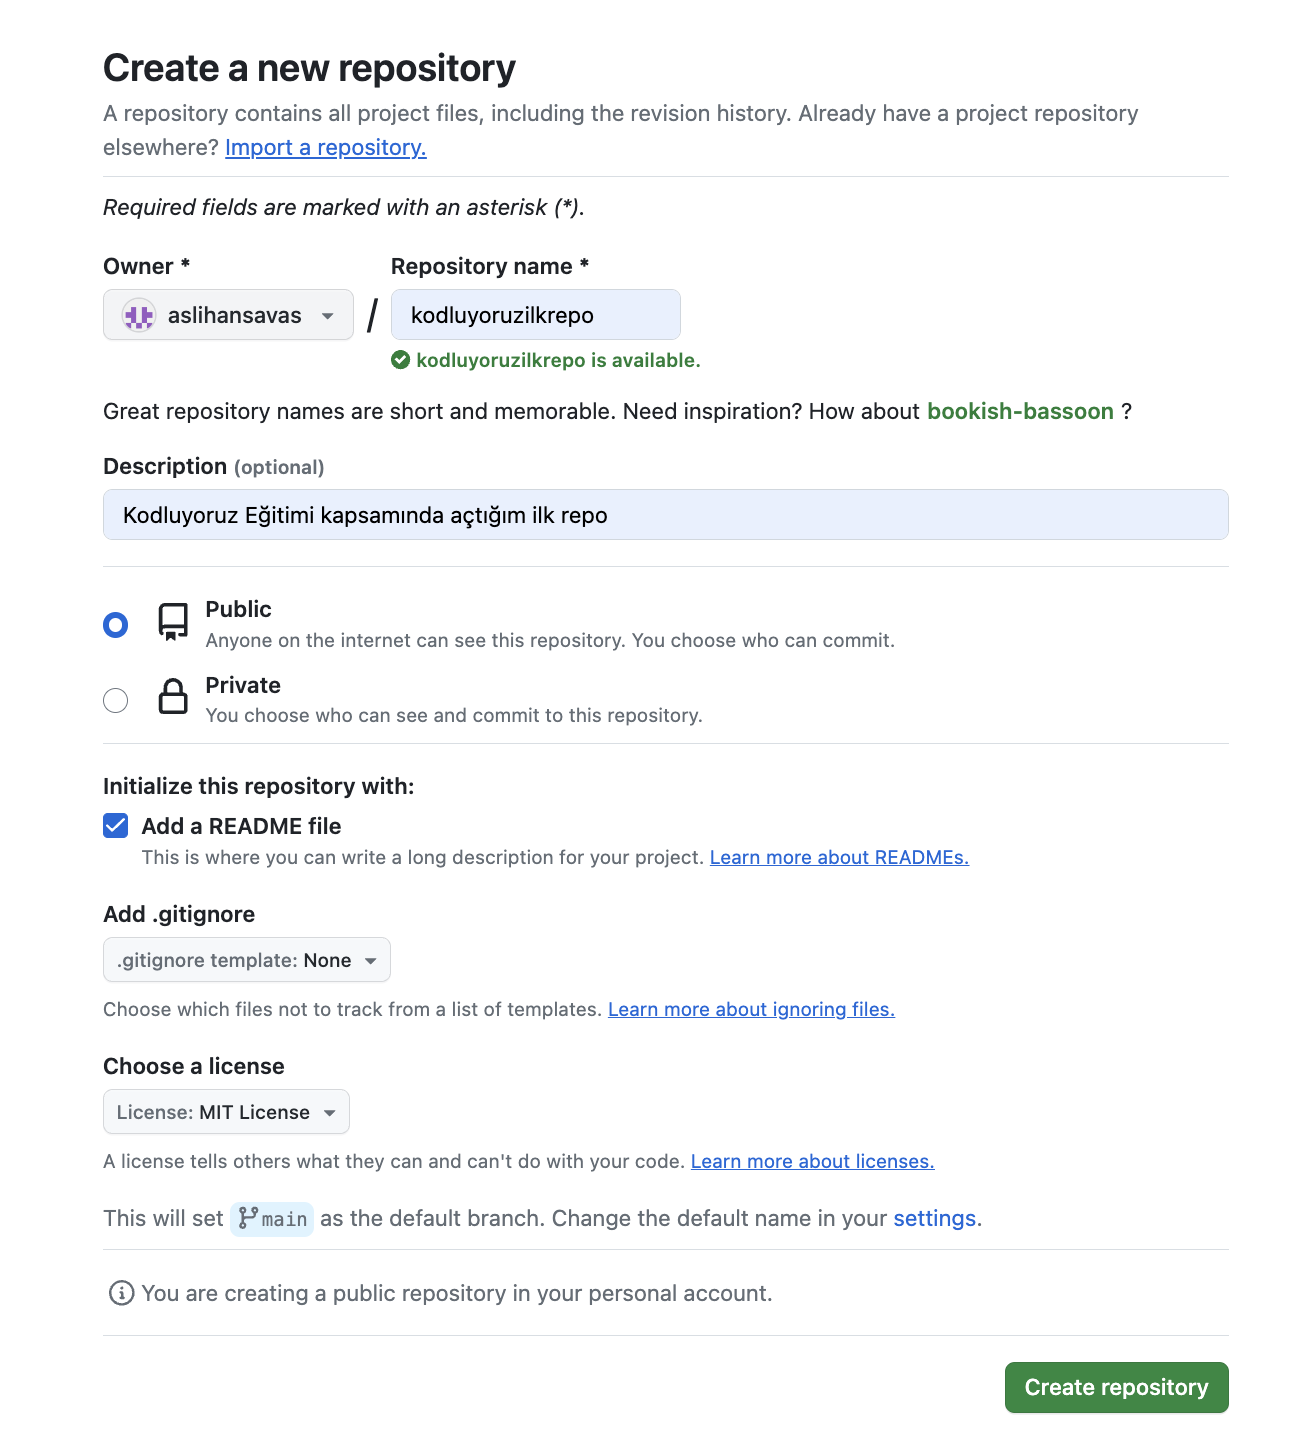 Create a new repository
A repository contains all project files, including the revision history. Already have a project repository
elsewhere? Import a repository.
Required fields are marked with an asterisk (*).
Owner *
Repository name *
aslihansavas
/
kodluyoruzilkrepo
kodluyoruzilkrepo is available.
Great repository names are short and memorable. Need inspiration? How about bookish-bassoon ?
Description (optional)
Kodluyoruz Eğitimi kapsamında açtığım ilk repo
Public
Anyone on the internet can see this repository. You choose who can commit.
Private
You choose who can see and commit to this repository.
Initialize this repository with:
Add a README file
This is where you can write a long description for your project. Learn more about READMEs.
Add .gitignore
.gitignore template: None
Choose which files not to track from a list of templates. Learn more about ignoring files.
Choose a license
License: MIT License
A license tells others what they can and can't do with your code. Learn more about licenses.
This will set main as the default branch. Change the default name in your settings.
You are creating a public repository in your personal account.
Create repository